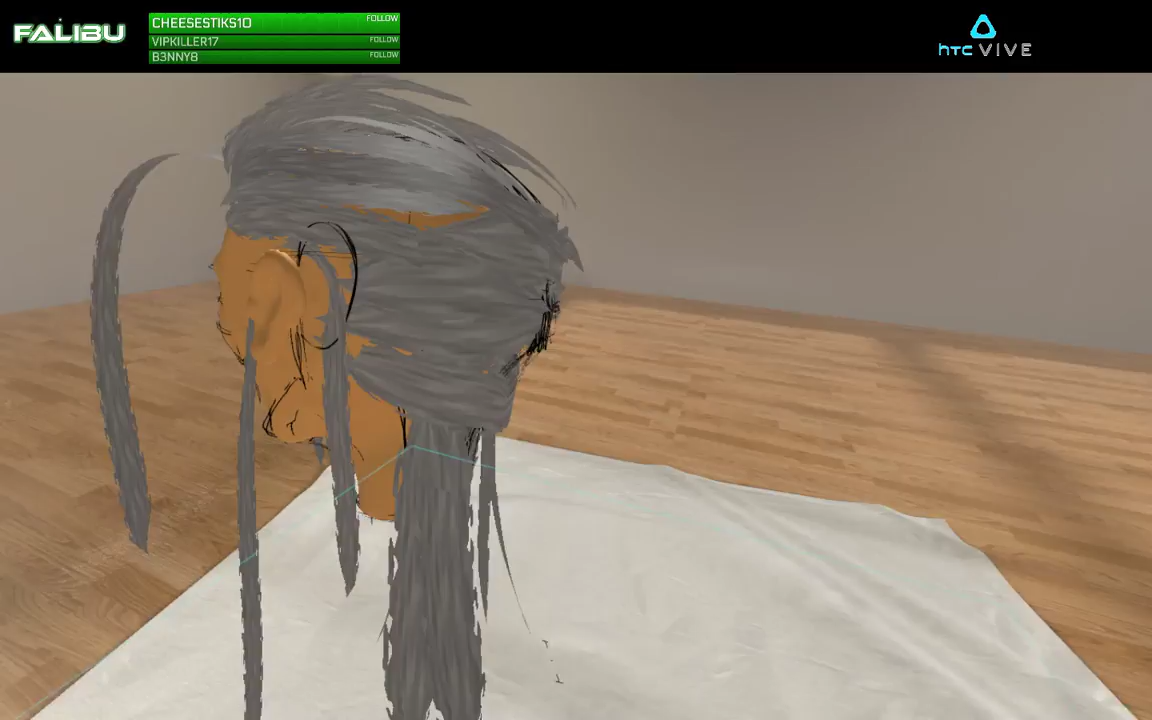 FALIBU
CHEESESTIKS10 FOLLOW
VIPKILLER17 FOLLOW
B3NNY8 FOLLOW
htc VIVE